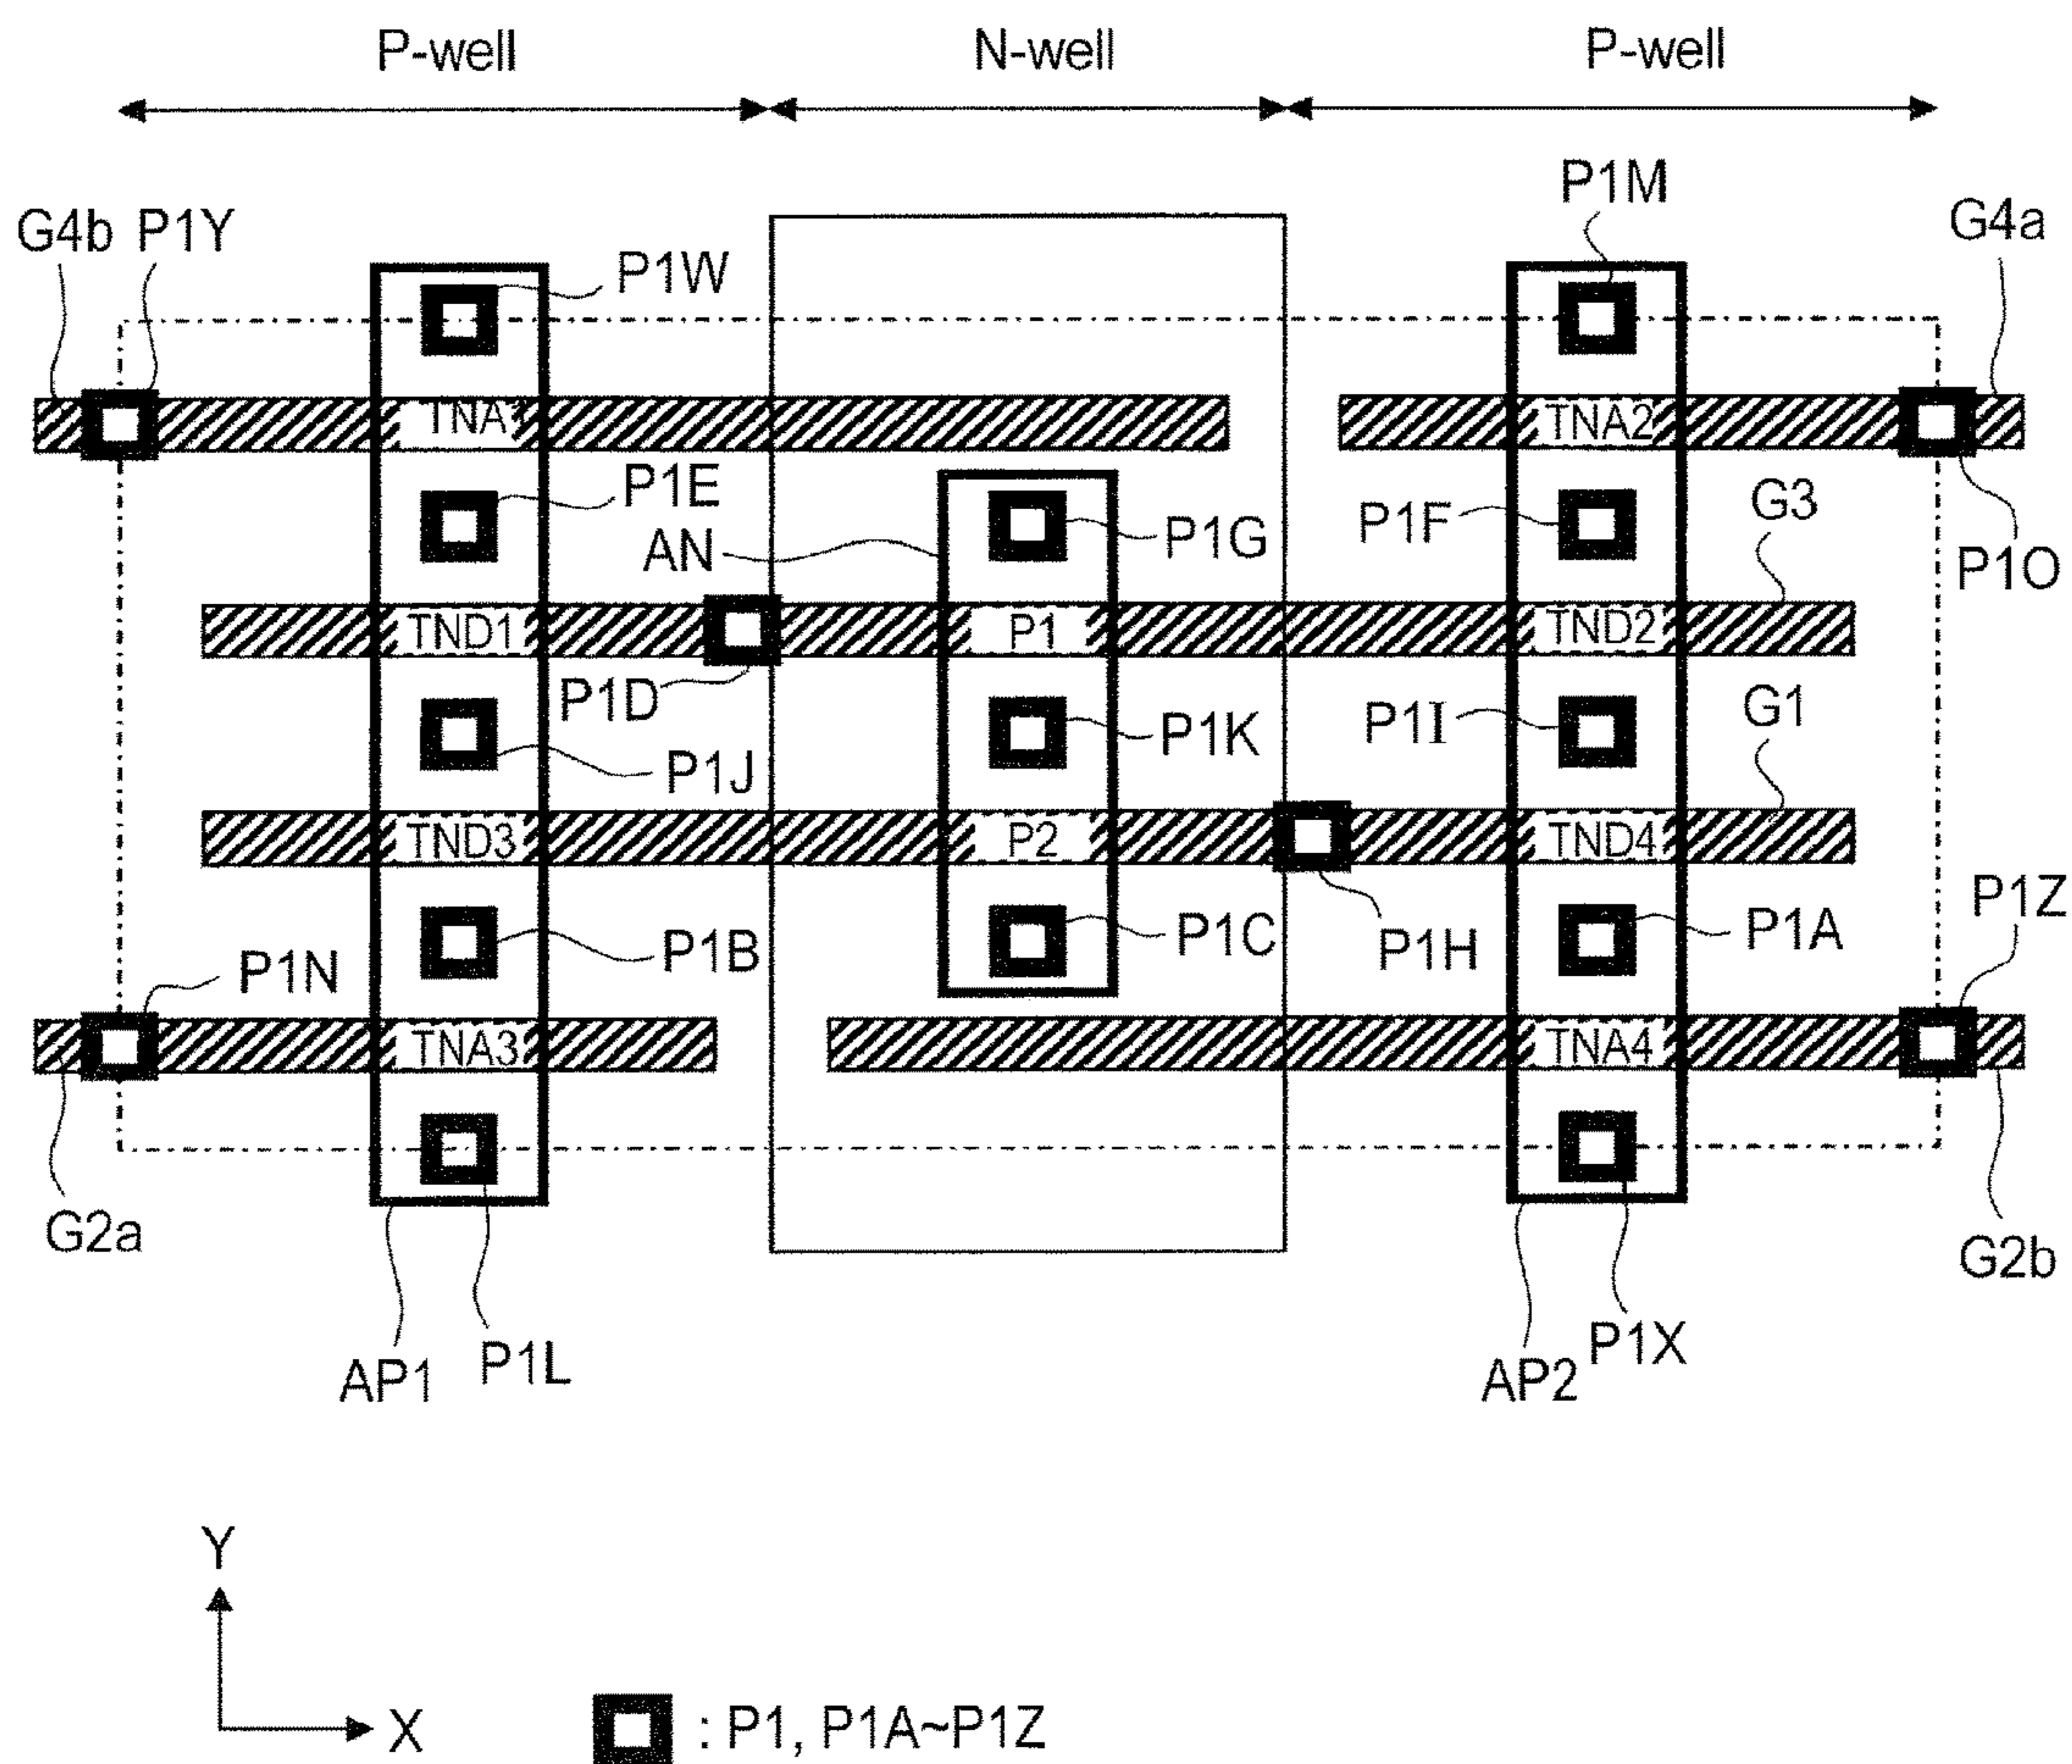 P-well N-well P-well
P1M
G4b P1Y G4a
P1W
TNA1 TNA2
P1E G3
P1F
P1G
AN P1O
TND1 P1 TND2
P1D G1
P1I
P1K
P1J
TND3 P2 TND4
P1Z
P1A
P1C
P1B P1H
P1N
TNA3 TNA4
G2a
G2b
P1X
P1L
AP1 AP2
Y
X
: P1, P1A~P1Z